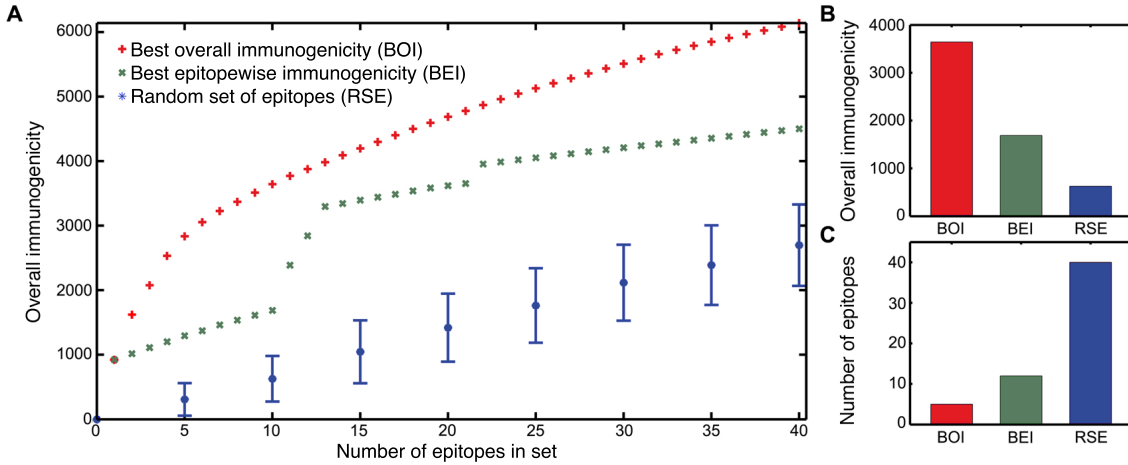 A
6000
5000
4000
3000
2000
1000
0
Overall immunogenicity
Best overall immunogenicity (BOI)
Best epitopewise immunogenicity (BEI)
Random set of epitopes (RSE)
0 5 10 15 20 25 30 35 40
Number of epitopes in set
B
4000
3000
2000
1000
0
Overall immunogenicity
BOI BEI RSE
C
40
30
20
10
0
Number of epitopes
BOI BEI RSE